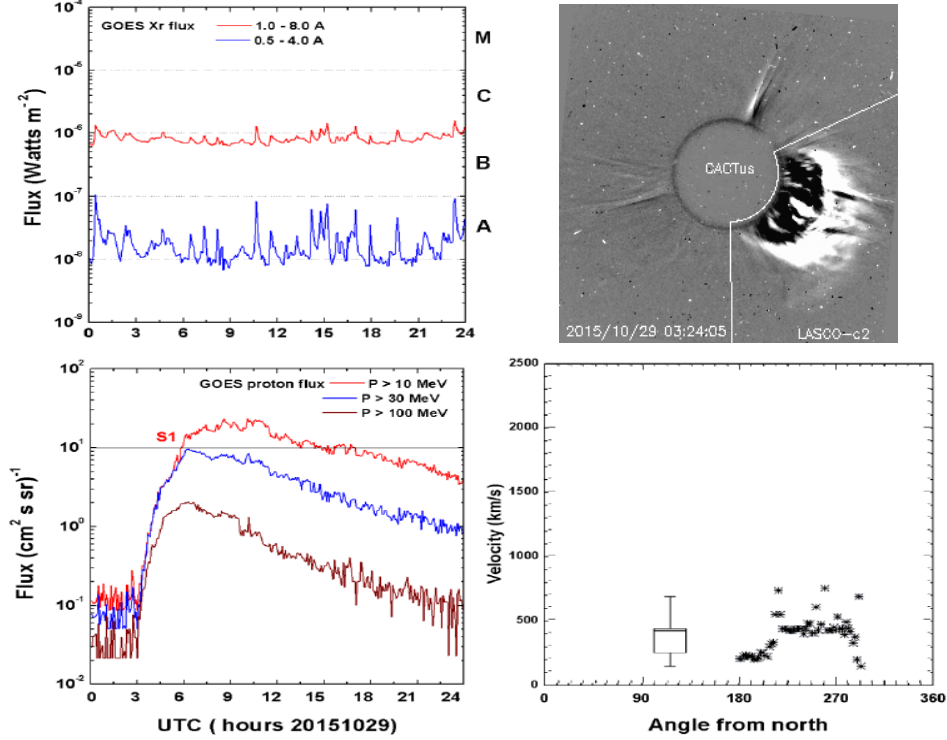 GOES Xr flux
1.0 - 8.0 A
0.5 - 4.0 A
Flux (Watts m⁻²)
10⁻⁴
10⁻⁵
10⁻⁶
10⁻⁷
10⁻⁸
10⁻⁹
M
C
B
A
0 3 6 9 12 15 18 21 24
CACTus
2015/10/29 03:24:05
LASCO-c2
GOES proton flux
P > 10 MeV
P > 30 MeV
P > 100 MeV
S1
Flux (cm² s sr)⁻¹
10²
10¹
10⁰
10⁻¹
10⁻²
0 3 6 9 12 15 18 21 24
UTC ( hours 20151029)
Velocity (km/s)
2500
2000
1500
1000
500
0
0 90 180 270 360
Angle from north